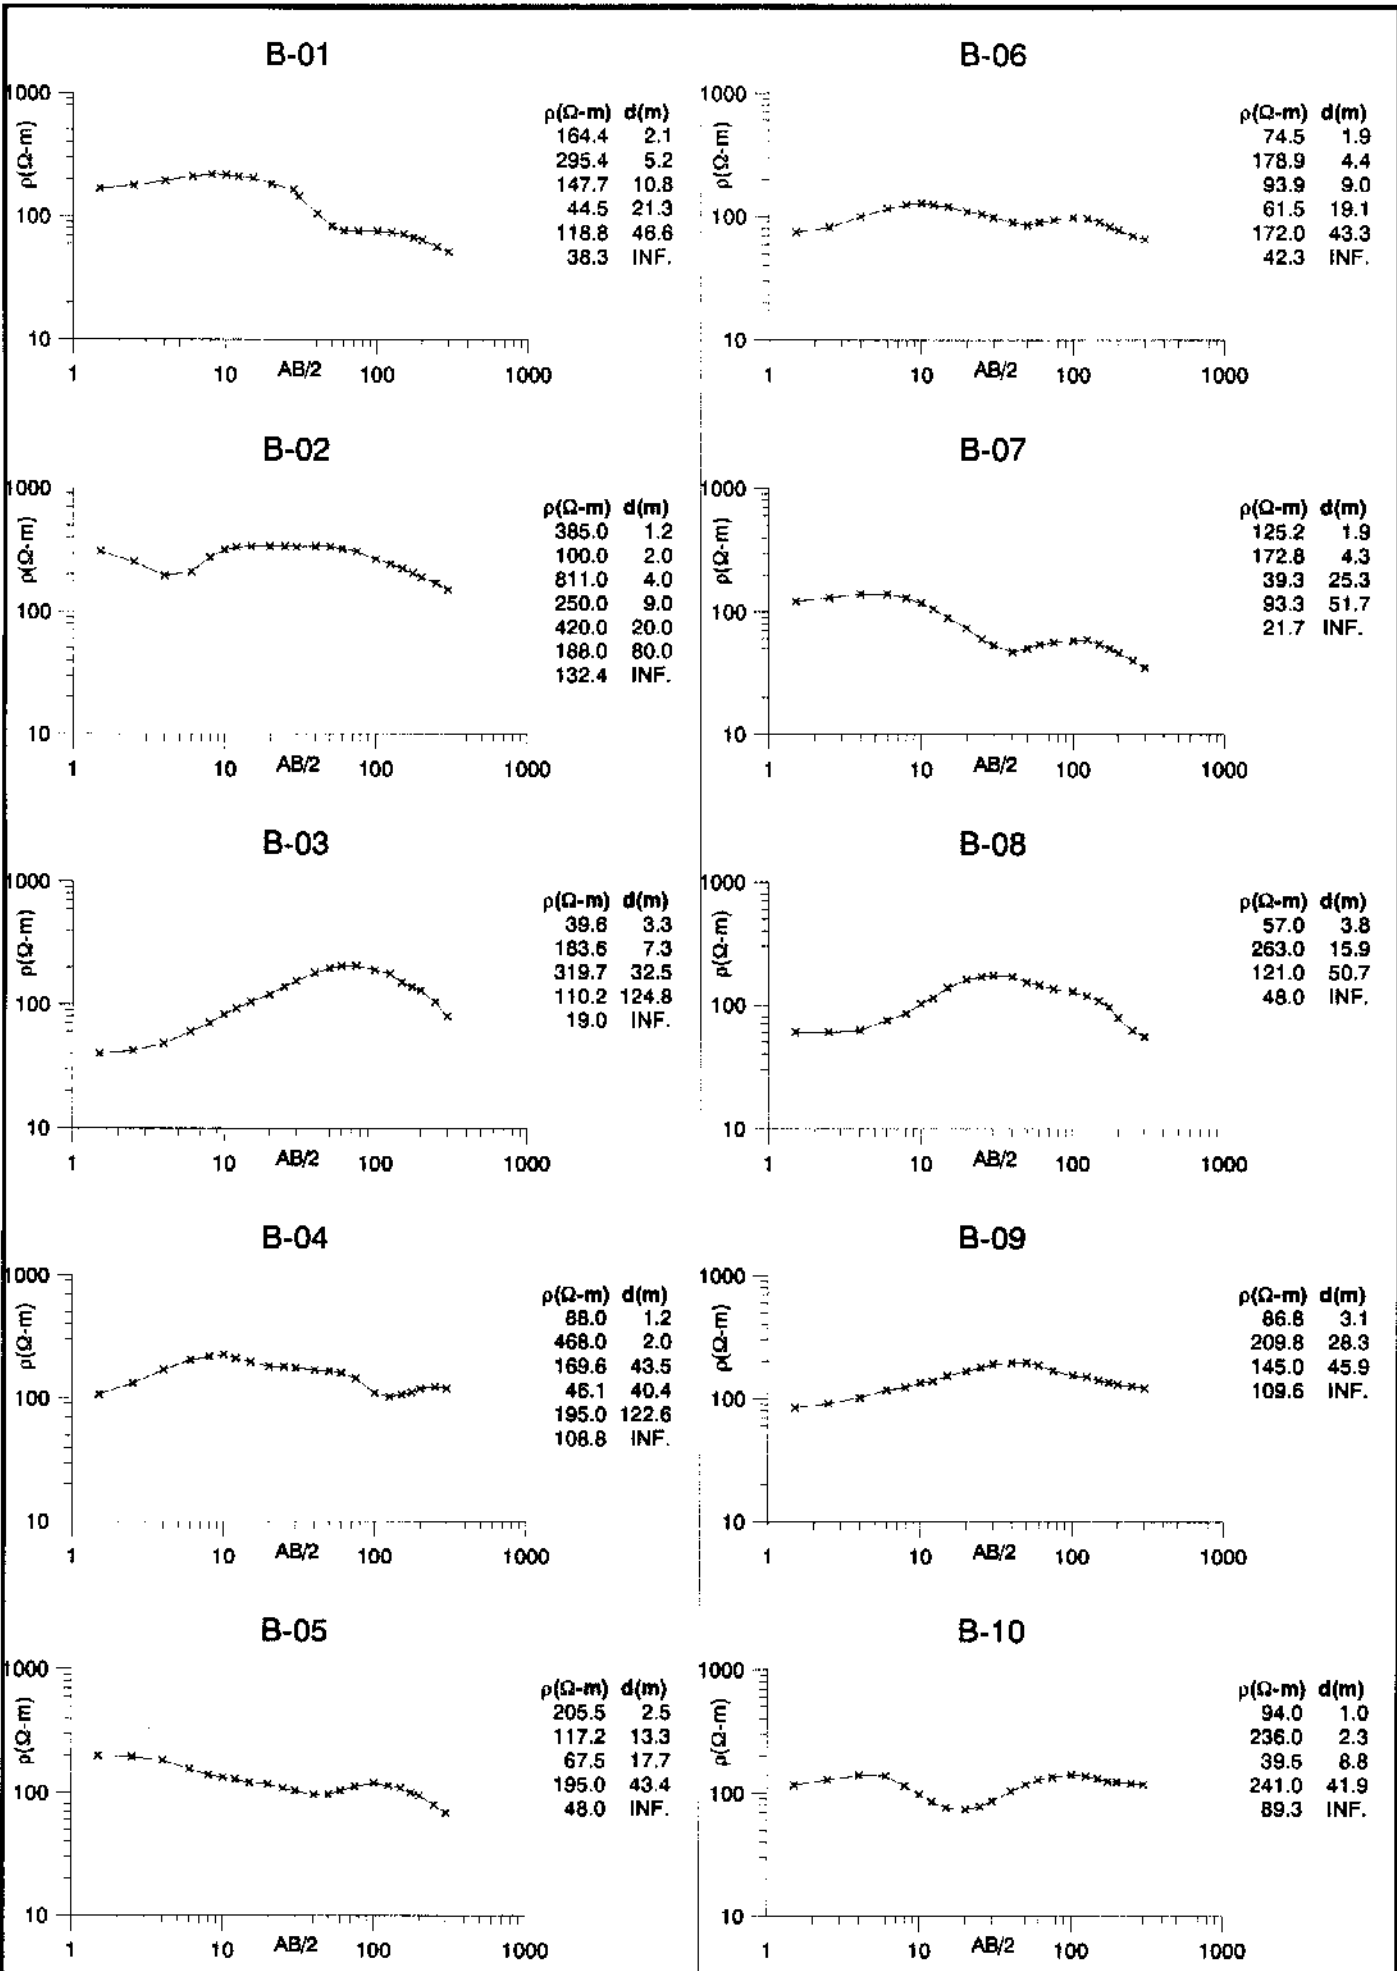 B-01
1000
100
10
ρ(Ω-m)
1 10 100 1000
AB/2
ρ(Ω-m) d(m)
164.4 2.1
295.4 5.2
147.7 10.8
44.5 21.3
118.8 46.6
38.3 INF.
B-02
1000
100
10
ρ(Ω-m)
1 10 100 1000
AB/2
ρ(Ω-m) d(m)
385.0 1.2
100.0 2.0
811.0 4.0
250.0 9.0
420.0 20.0
188.0 80.0
132.4 INF.
B-03
1000
100
10
ρ(Ω-m)
1 10 100 1000
AB/2
ρ(Ω-m) d(m)
39.6 3.3
183.6 7.3
319.7 32.5
110.2 124.8
19.0 INF.
B-04
1000
100
10
ρ(Ω-m)
1 10 100 1000
AB/2
ρ(Ω-m) d(m)
88.0 1.2
468.0 2.0
169.6 43.5
46.1 40.4
195.0 122.6
108.8 INF.
B-05
1000
100
10
ρ(Ω-m)
1 10 100 1000
AB/2
ρ(Ω-m) d(m)
205.5 2.5
117.2 13.3
67.5 17.7
195.0 43.4
48.0 INF.
B-06
1000
100
10
ρ(Ω-m)
1 10 100 1000
AB/2
ρ(Ω-m) d(m)
74.5 1.9
178.9 4.4
93.9 9.0
61.5 19.1
172.0 43.3
42.3 INF.
B-07
1000
100
10
ρ(Ω-m)
1 10 100 1000
AB/2
ρ(Ω-m) d(m)
125.2 1.9
172.8 4.3
39.3 25.3
93.3 51.7
21.7 INF.
B-08
1000
100
10
ρ(Ω-m)
1 10 100 1000
AB/2
ρ(Ω-m) d(m)
57.0 3.8
263.0 15.9
121.0 50.7
48.0 INF.
B-09
1000
100
10
ρ(Ω-m)
1 10 100 1000
AB/2
ρ(Ω-m) d(m)
86.8 3.1
209.8 28.3
145.0 45.9
109.6 INF.
B-10
1000
100
10
ρ(Ω-m)
1 10 100 1000
AB/2
ρ(Ω-m) d(m)
94.0 1.0
236.0 2.3
39.5 8.8
241.0 41.9
89.3 INF.